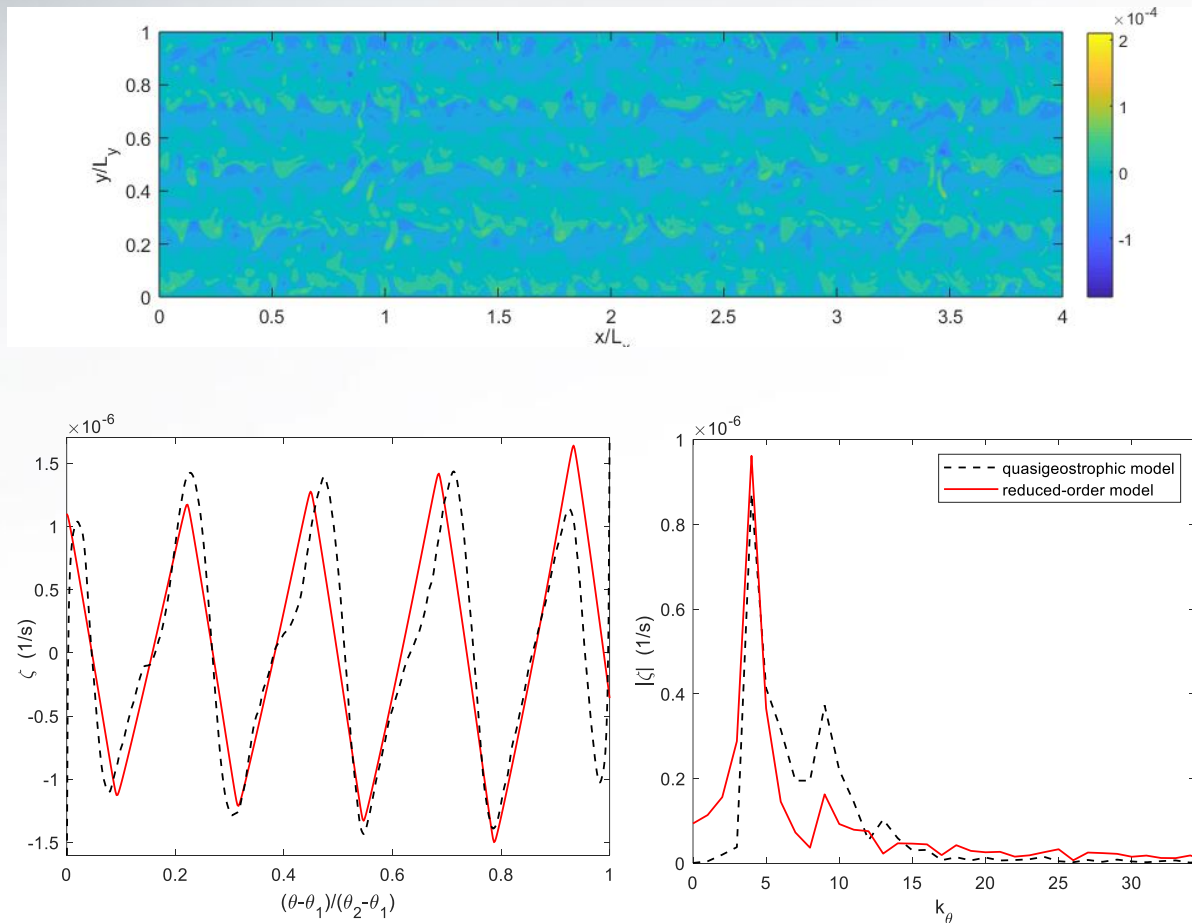 ×10⁻⁴
1
0.8
0.6
0.4
0.2
0
y/L_y
0 0.5 1 1.5 2 2.5 3 3.5 4
x/L
2
1
0
-1
×10⁻⁶
1.5
1
0.5
0
-0.5
-1
-1.5
ζ (1/s)
0 0.2 0.4 0.6 0.8 1
(θ-θ₁)/(θ₂-θ₁)
×10⁻⁶
1
0.8
0.6
0.4
0.2
0
|ζ| (1/s)
quasigeostrophic model
reduced-order model
0 5 10 15 20 25 30
k_θ